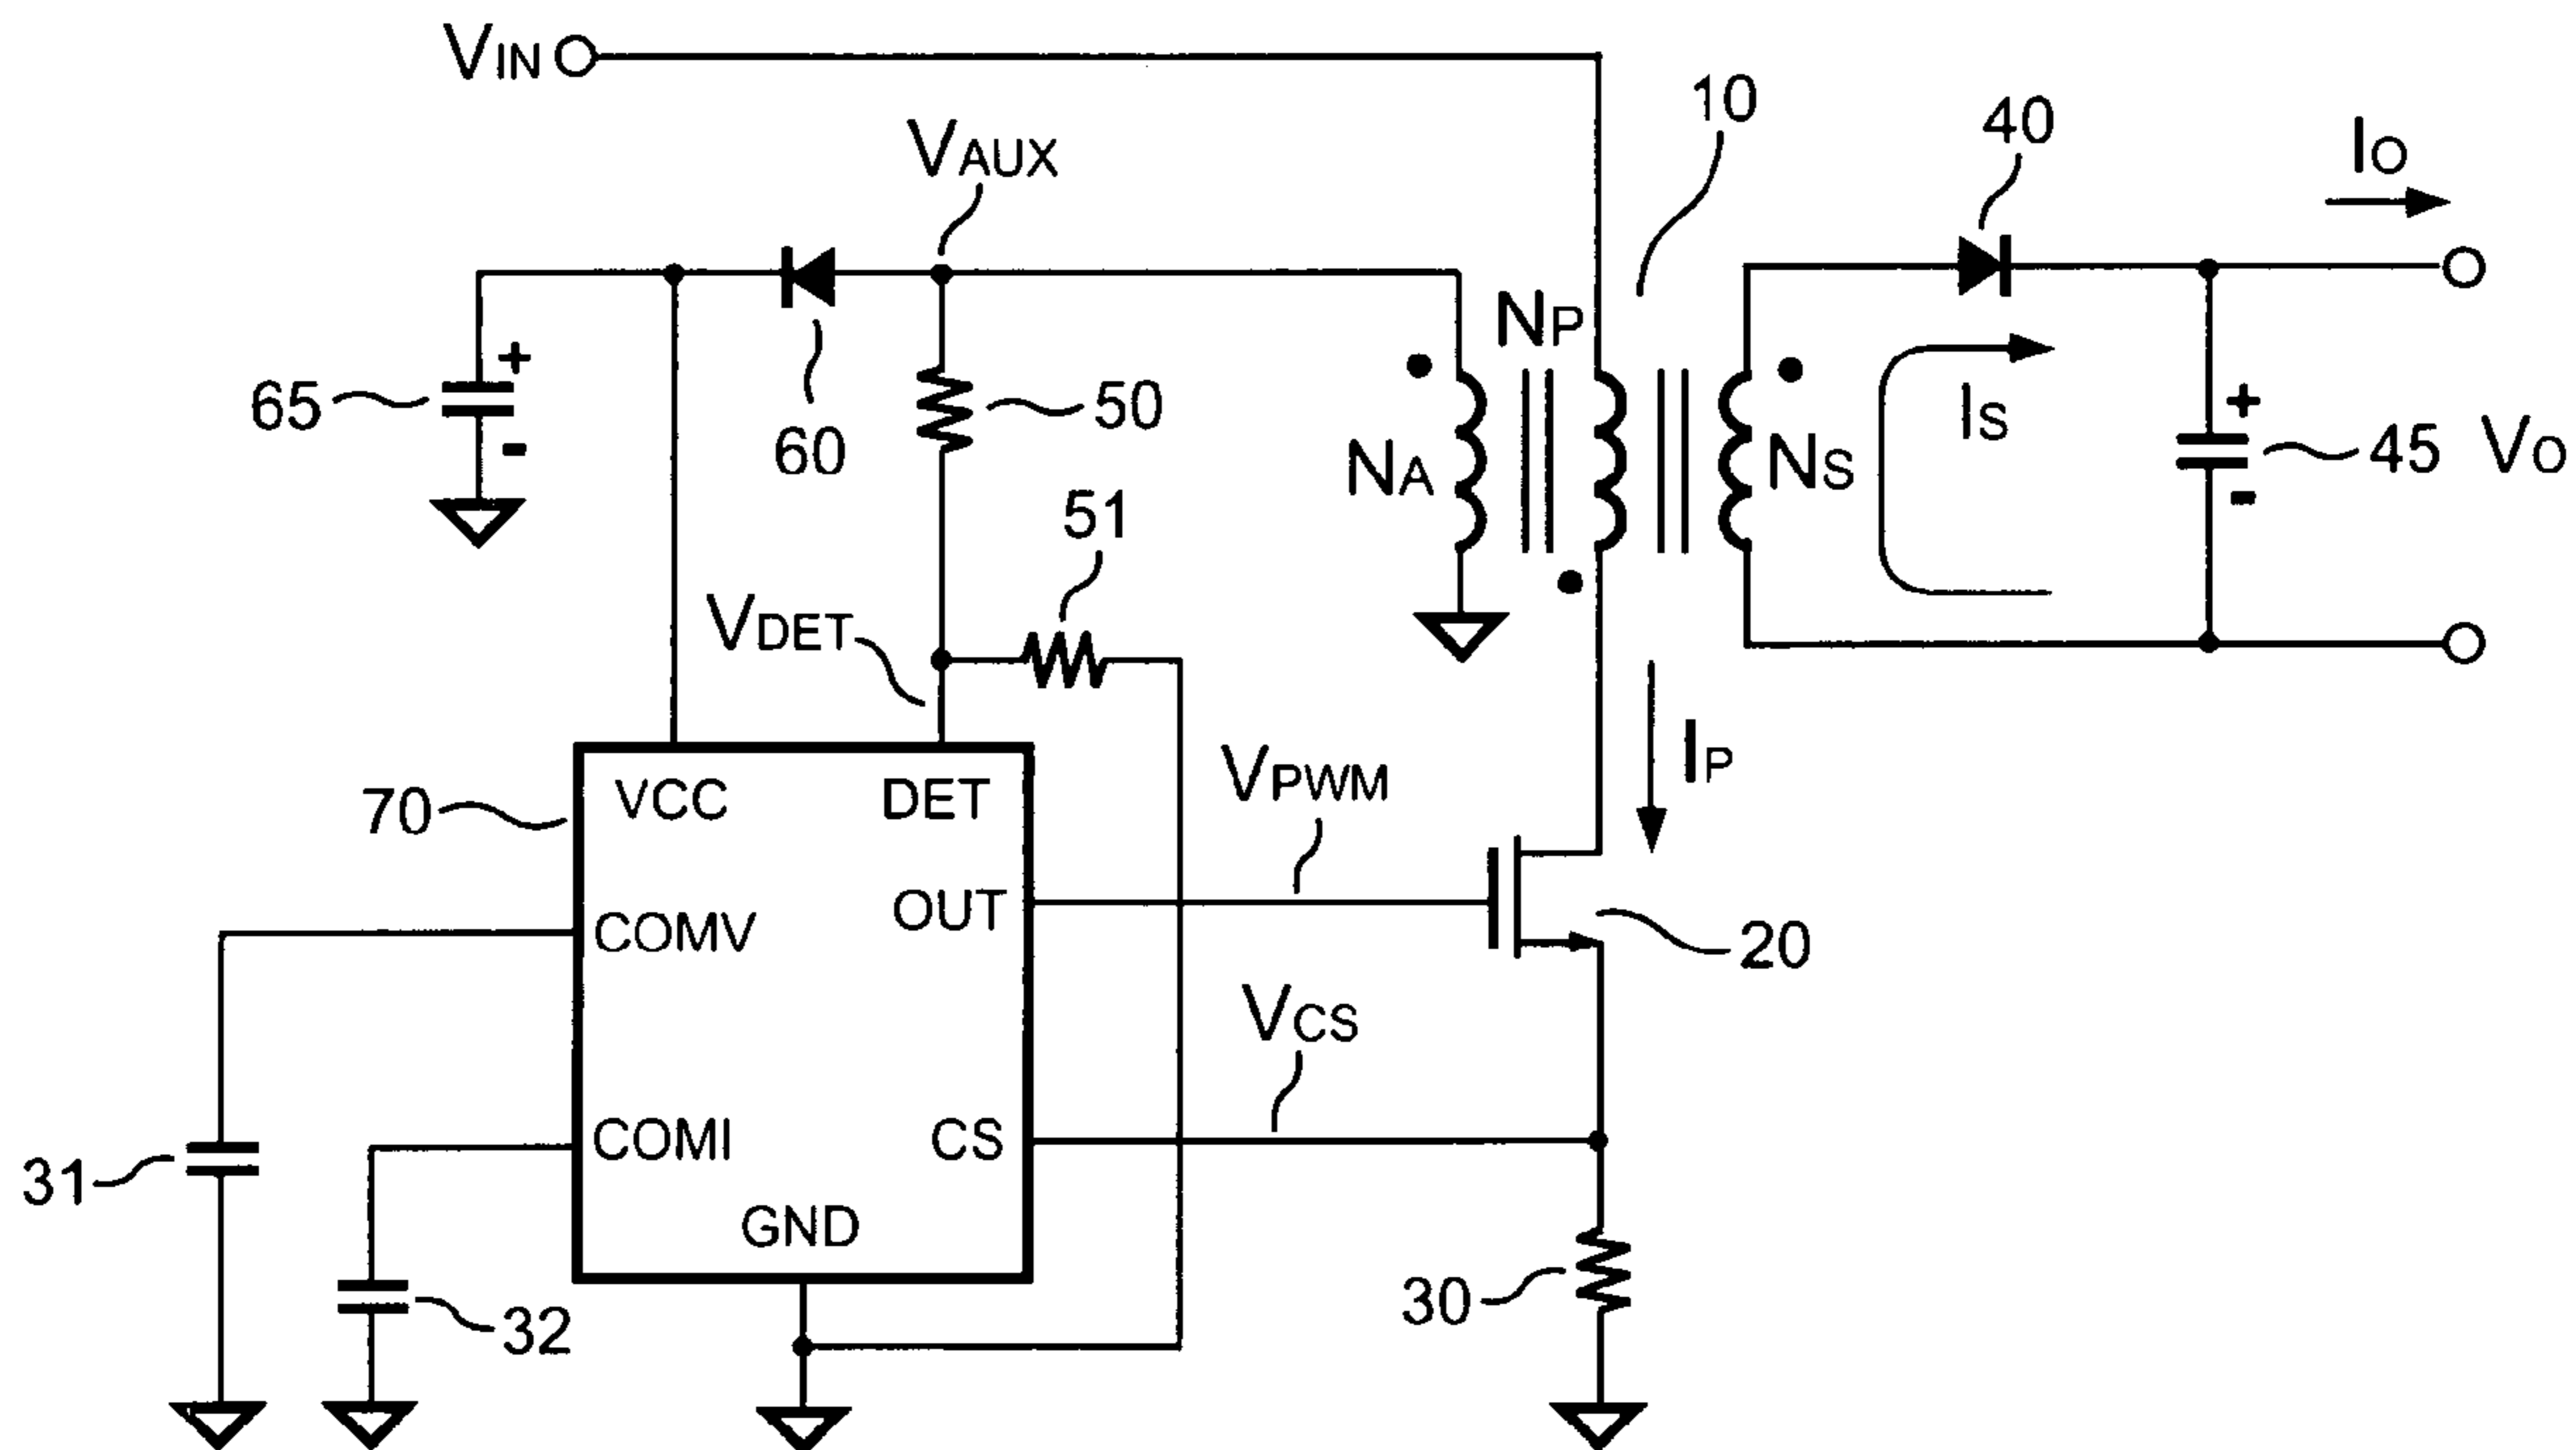 VIN
10
40
IO
VAUX
NP
65
+
-
60
50
NA
NS
IS
+
-
45
VO
51
VDET
IP
70
VCC
DET
VPWM
COMV
OUT
20
VCS
COMI
CS
31
GND
30
32